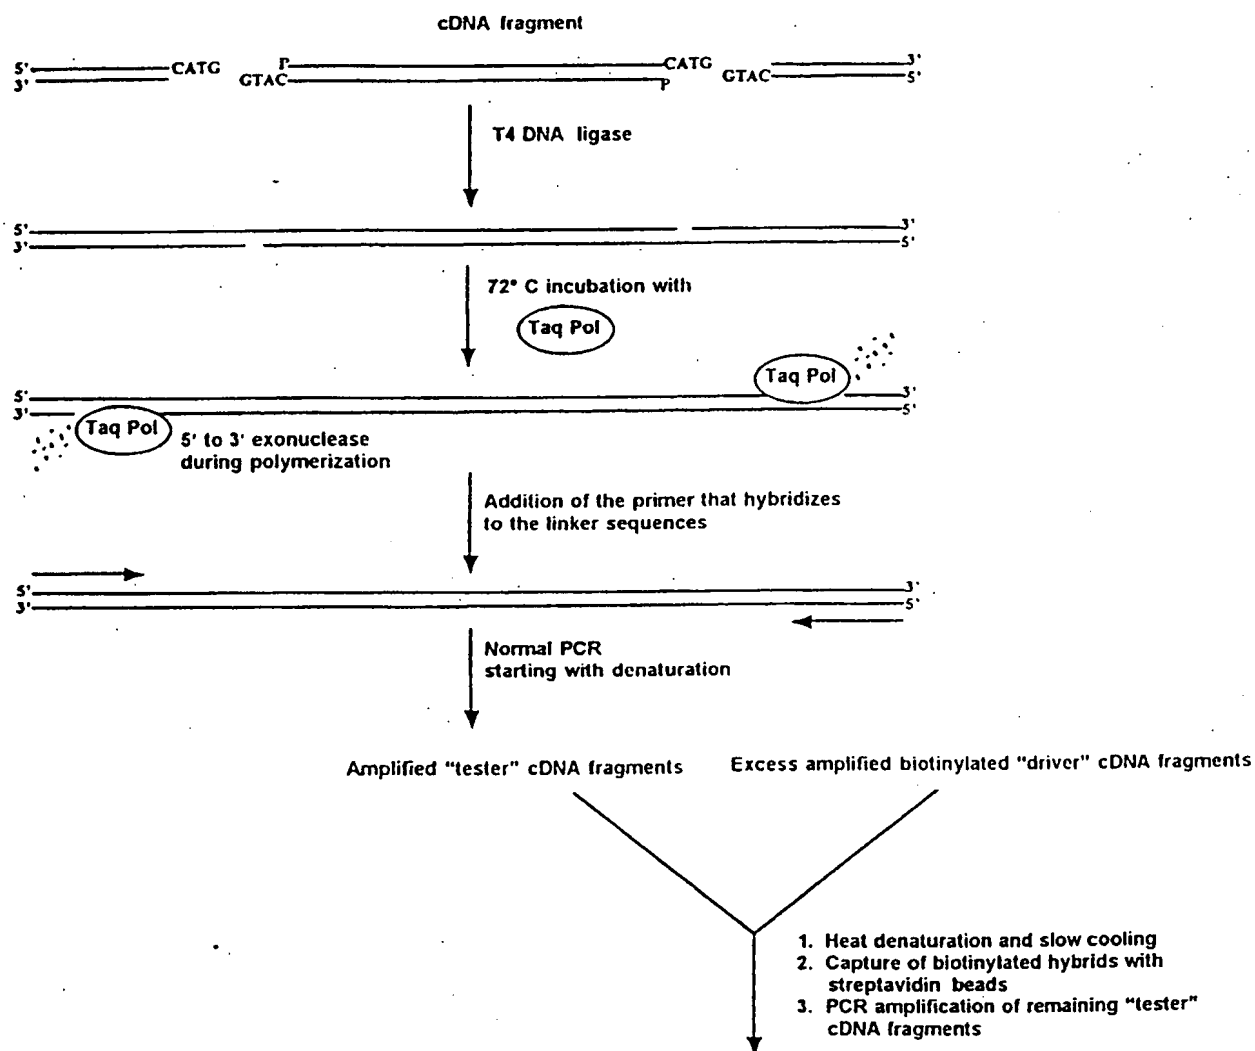 cDNA fragment
5' CATG P CATG 3'
3' GTAC P GTAC 5'
T4 DNA ligase
5' 3'
3' 5'
72° C incubation with
Taq Pol
Taq Pol
5' 3'
3' 5'
Taq Pol
5' to 3' exonuclease
during polymerization
Addition of the primer that hybridizes
to the linker sequences
5' 3'
3' 5'
Normal PCR
starting with denaturation
Amplified "tester" cDNA fragments
Excess amplified biotinylated "driver" cDNA fragments
1. Heat denaturation and slow cooling
2. Capture of biotinylated hybrids with
streptavidin beads
3. PCR amplification of remaining "tester"
cDNA fragments